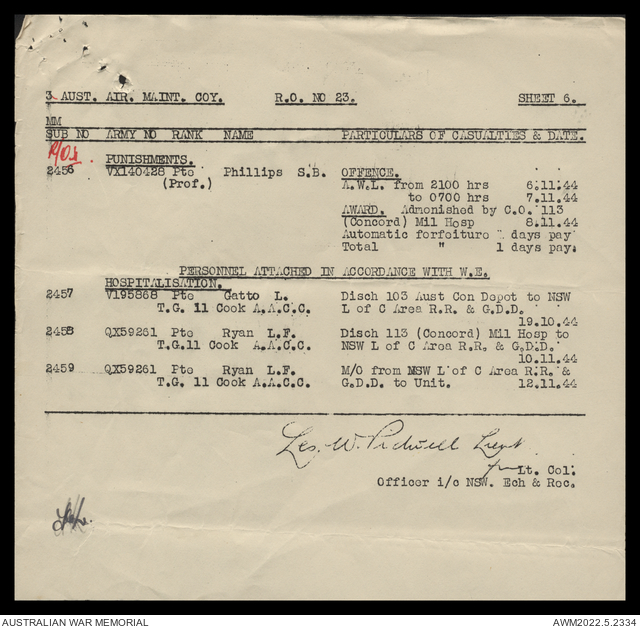 3 AUST. AIR. MAINT. COY. R.O. NO 23. SHEET 6.
MM
SUB NO ARMY NO RANK NAME PARTICULARS OF CASUALTIES & DATE.
PUNISHMENTS.
2456 VX140428 Pte Phillips S.B. OFFENCE.
(Prof.) A.W.L. from 2100 hrs 6.11.44
to 0700 hrs 7.11.44
AWARD. Admonished by C.O. 113
(Concord) Mil Hosp 8.11.44
Automatic forfeiture 1 days pay
Total " 1 days pay.
PERSONNEL ATTACHED IN ACCORDANCE WITH W.E.
HOSPITALISATION.
2457 V195868 Pte Gatto L. Disch 103 Aust Con Depot to NSW
T.G. 11 Cook A.A.C.C. L of C Area R.R. & G.D.D.
19.10.44
2458 QX59261 Pte Ryan L.F. Disch 113 (Concord) Mil Hosp to
T.G.11 Cook A.A.C.C. NSW L of C Area R.R. & G.D.D.
10.11.44
2459 QX59261 Pte Ryan L.F. M/O from NSW L of C Area R.R. &
T.G. 11 Cook A.A.C.C. G.D.D. to Unit. 12.11.44
Les. W. Pidwell Lieut
for Lt. Col.
Officer i/c NSW. Ech & Rec.
AUSTRALIAN WAR MEMORIAL AWM2022.5.2334